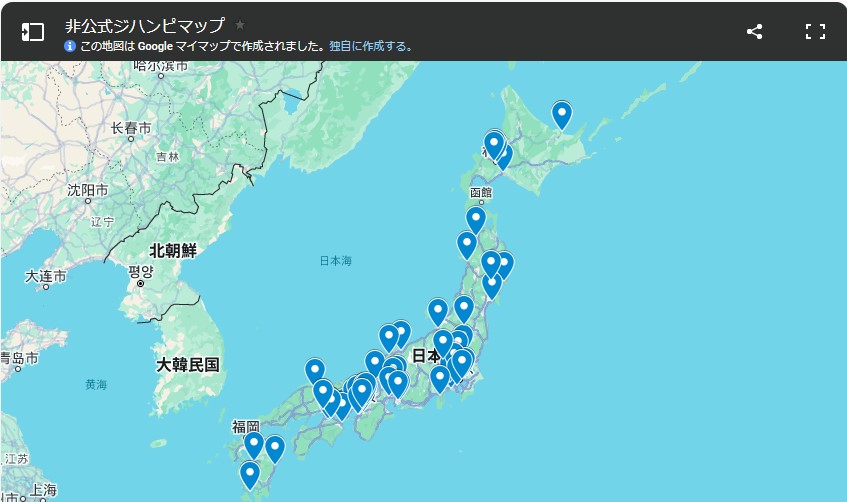 非公式ジハンピマップ
この地図は Google マイマップで作成されました。独自に作成する。
哈尔滨市
长春市
吉林
沈阳市
辽宁
函館
北朝鮮
日本海
大连市
평양
日本
青岛市
大韓民国
黄海
福岡
江苏
上海